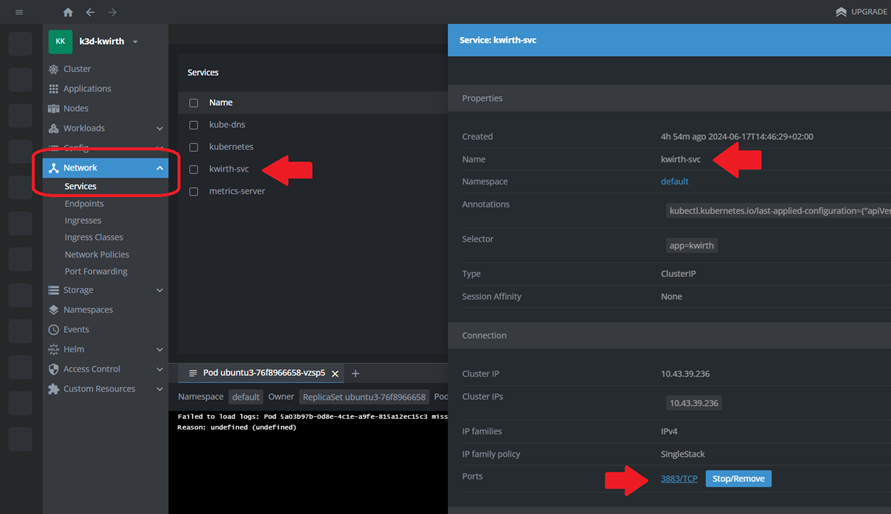 UPGRADE
KK k3d-kwirth
Cluster
Applications
Nodes
Workloads
Config
Network
Services
Endpoints
Ingresses
Ingress Classes
Network Policies
Port Forwarding
Storage
Namespaces
Events
Helm
Access Control
Custom Resources
Services
Name
kube-dns
kubernetes
kwirth-svc
metrics-server
Pod ubuntu3-76f8966658-vzsp5
Namespace default Owner ReplicaSet ubuntu3-76f8966658 Pod
Failed to load logs: Pod 5a03b97b-0d8e-4c1e-a9fe-815a12ec15c3 miss
Reason: undefined (undefined)
Service: kwirth-svc
Properties
Created 4h 54m ago 2024-06-17T14:46:29+02:00
Name kwirth-svc
Namespace default
Annotations kubectl.kubernetes.io/last-applied-configuration={"apiVer
Selector app=kwirth
Type ClusterIP
Session Affinity None
Connection
Cluster IP 10.43.39.236
Cluster IPs 10.43.39.236
IP families IPv4
IP family policy SingleStack
Ports 3883/TCP Stop/Remove